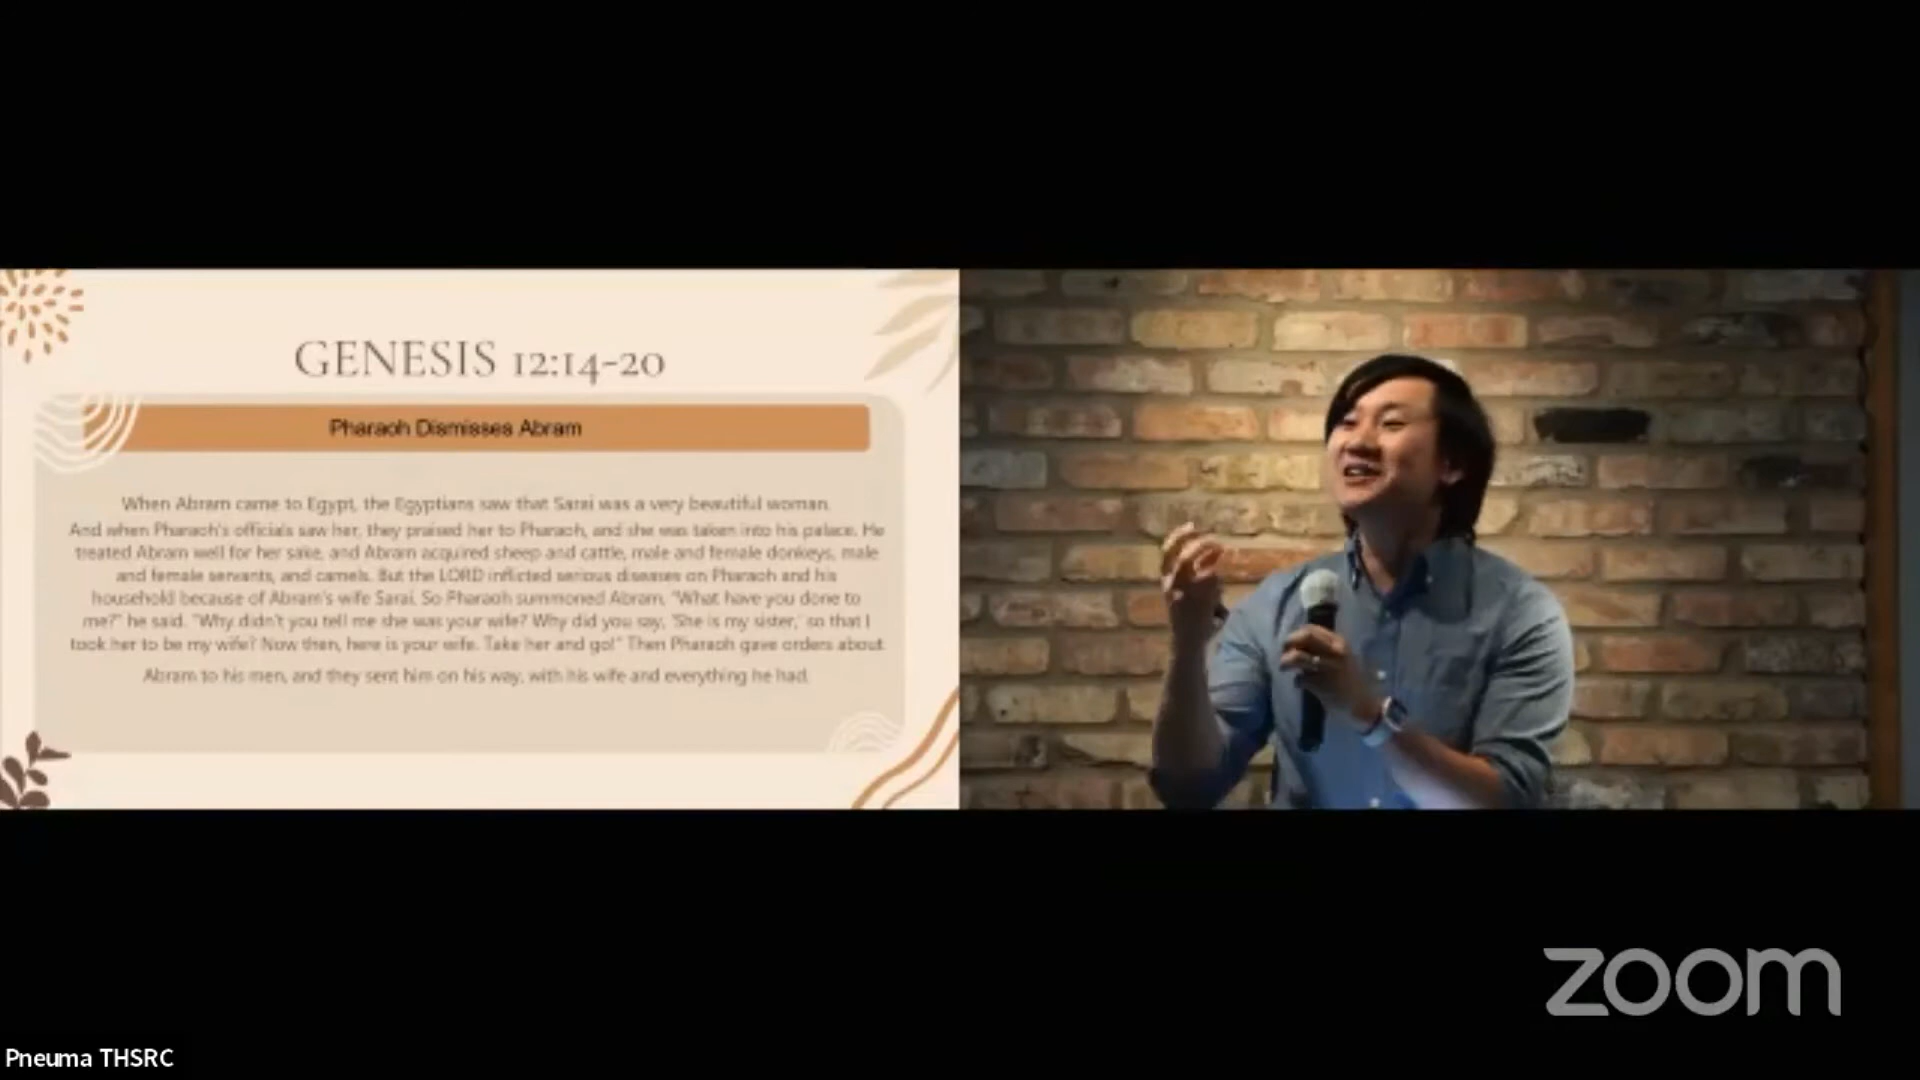 GENESIS 12:14-20
Pharaoh Dismisses Abram
When Abram came to Egypt, the Egyptians saw that Sarai was a very beautiful woman.
And when Pharaoh's officials saw her, they praised her to Pharaoh, and she was taken into his palace. He
treated Abram well for her sake, and Abram acquired sheep and cattle, male and female donkeys, male
and female servants, and camels. But the LORD inflicted serious diseases on Pharaoh and his
household because of Abram's wife Sarai. So Pharaoh summoned Abram. "What have you done to
me?" he said. "Why didn't you tell me she was your wife? Why did you say, 'She is my sister,' so that I
took her to be my wife? Now then, here is your wife. Take her and go!" Then Pharaoh gave orders about
Abram to his men, and they sent him on his way, with his wife and everything he had.
zoom
Pneuma THSRC